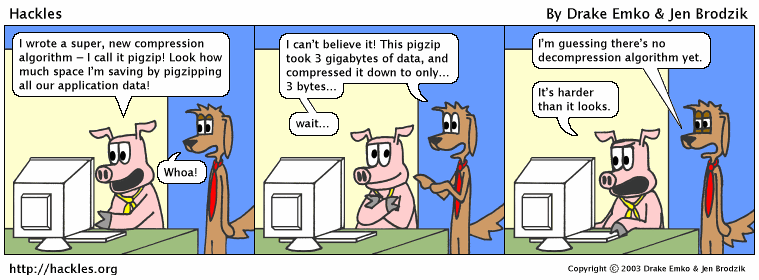 Hackles
By Drake Emko & Jen Brodzik
I wrote a super, new compression
algorithm – I call it pigzip! Look how
much space I'm saving by pigzipping
all our application data!
Whoa!
I can't believe it! This pigzip
took 3 gigabytes of data, and
compressed it down to only...
3 bytes...
wait...
I'm guessing there's no
decompression algorithm yet.
It's harder
than it looks.
http://hackles.org
Copyright © 2003 Drake Emko & Jen Brodzik